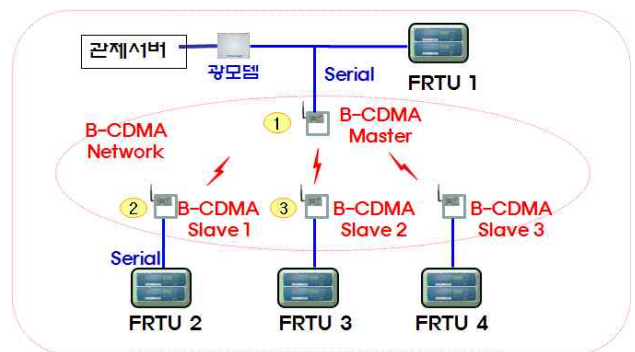 관제서버
광모뎀
Serial
FRTU 1
1
B-CDMA
Master
B-CDMA
Network
2
B-CDMA
Slave 1
3
B-CDMA
Slave 2
B-CDMA
Slave 3
Serial
FRTU 2
FRTU 3
FRTU 4